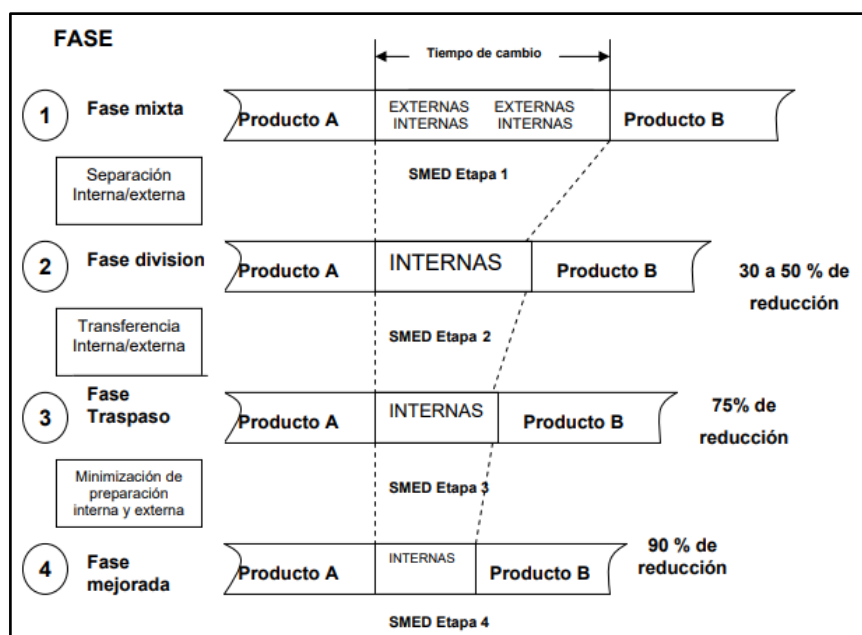 FASE
Tiempo de cambio
1
Fase mixta
Producto A
EXTERNAS EXTERNAS
INTERNAS INTERNAS
Producto B
Separación
Interna/externa
SMED Etapa 1
2
Fase division
Producto A
INTERNAS
Producto B
30 a 50 % de
reducción
Transferencia
Interna/externa
SMED Etapa 2
3
Fase
Traspaso
Producto A
INTERNAS
Producto B
75% de
reducción
Minimización de
preparación
interna y externa
SMED Etapa 3
4
Fase
mejorada
Producto A
INTERNAS
Producto B
90 % de
reducción
SMED Etapa 4